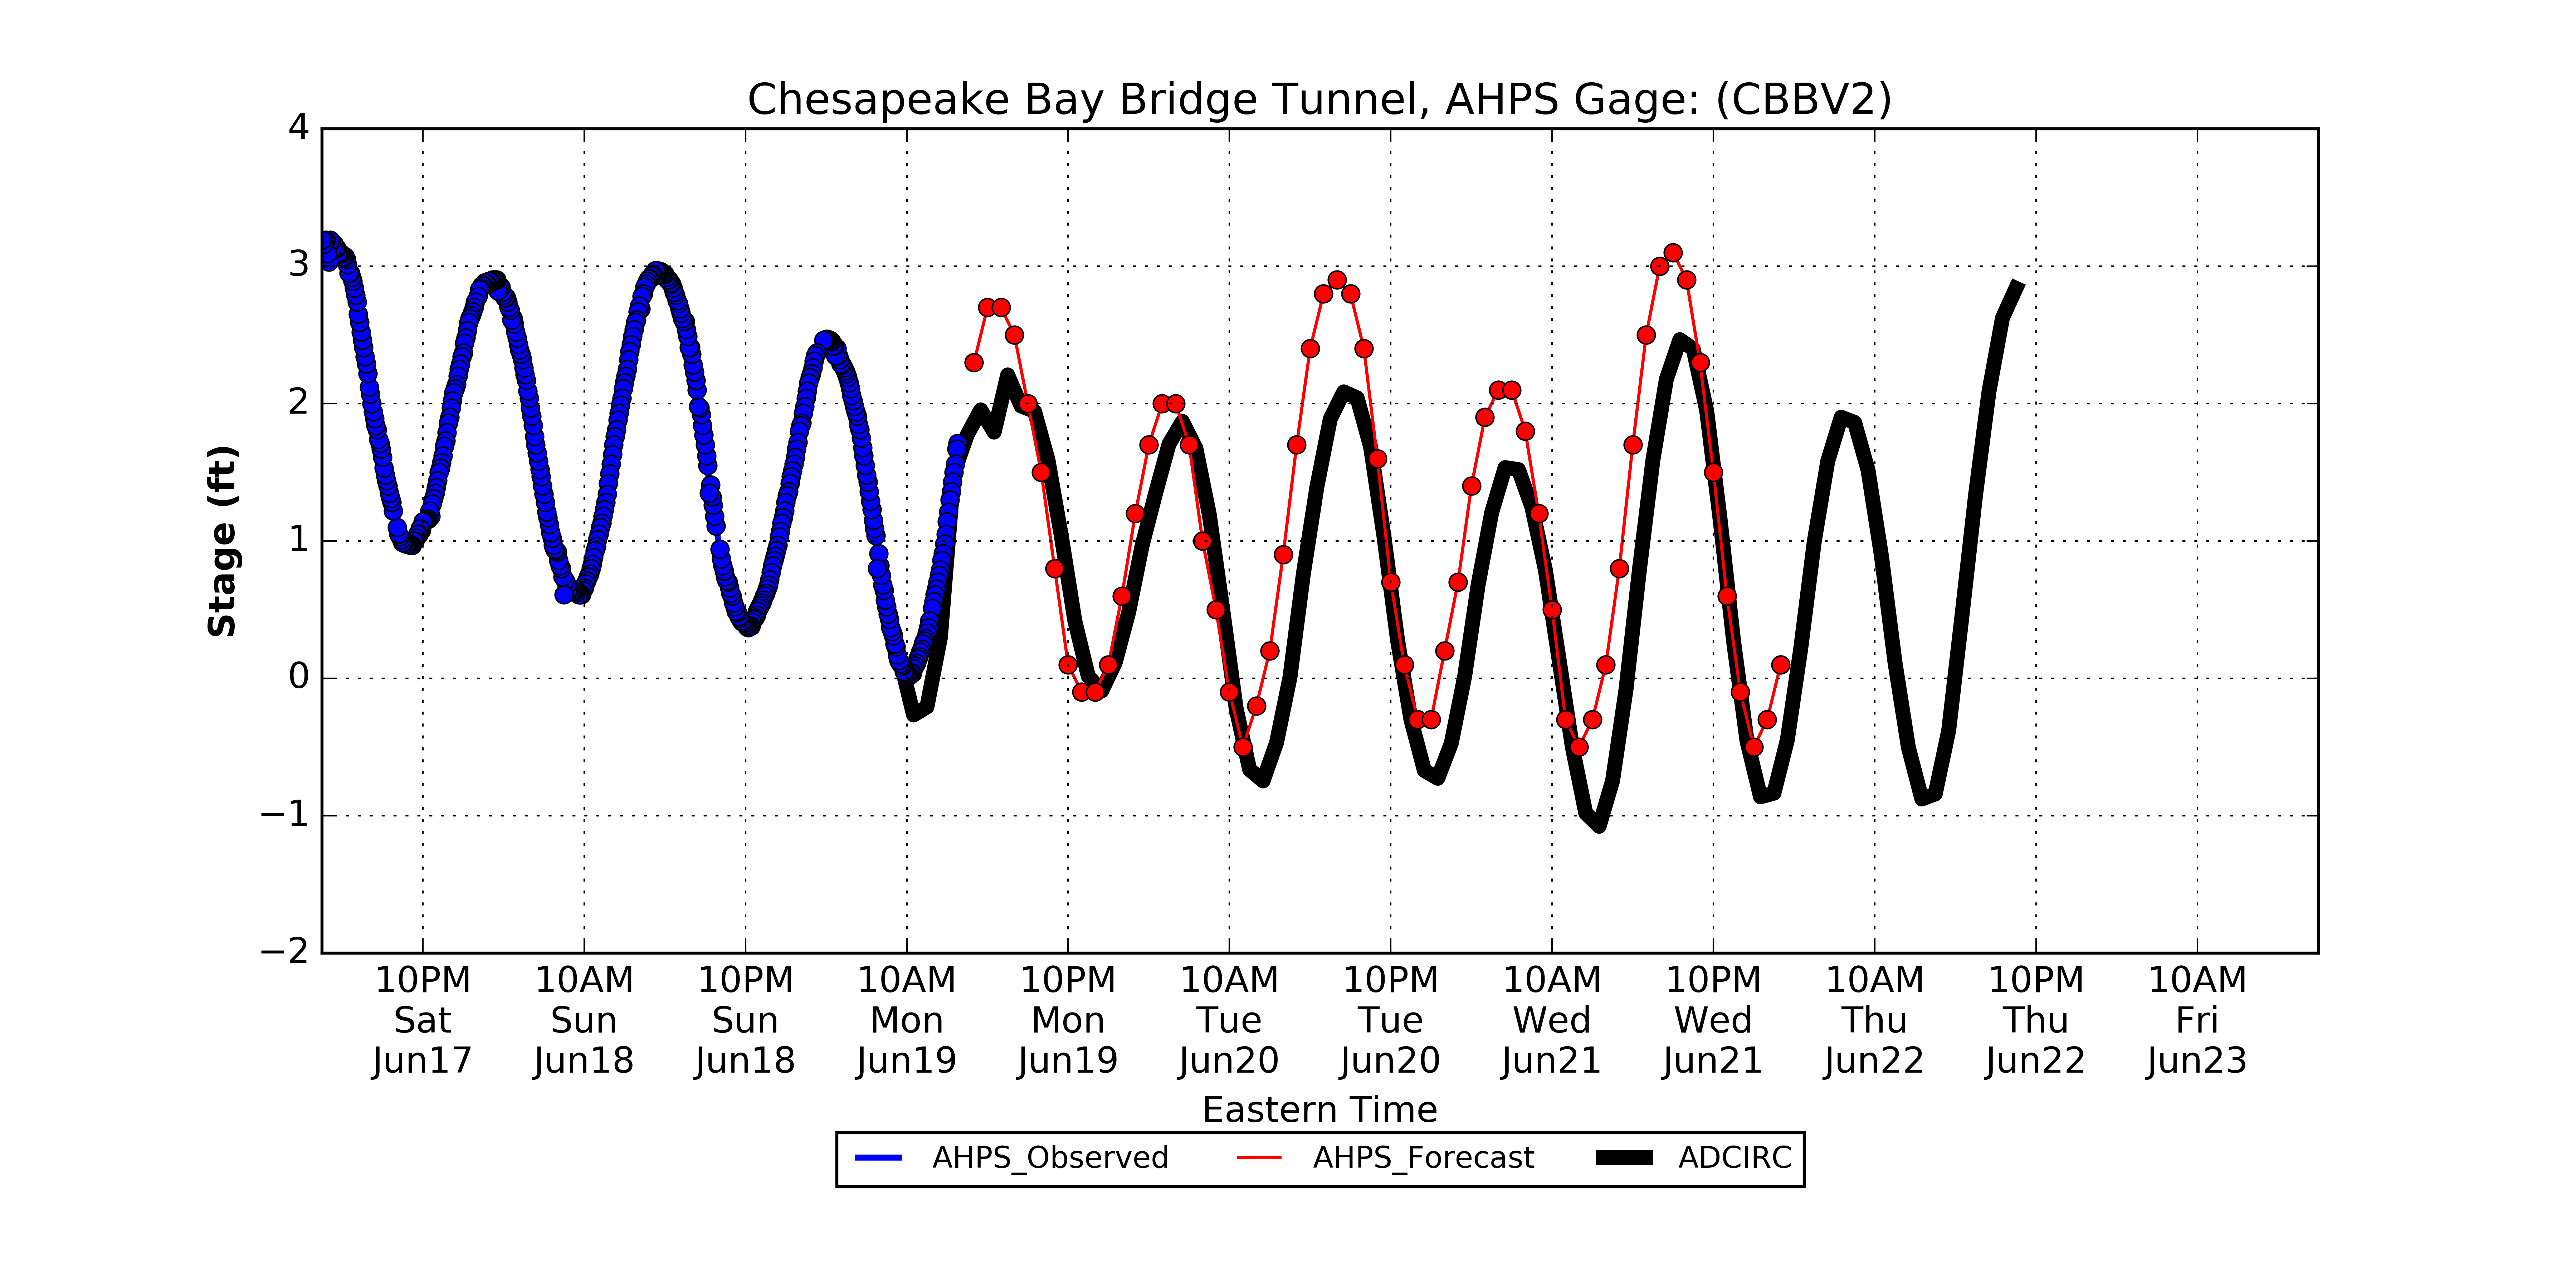 Chesapeake Bay Bridge Tunnel, AHPS Gage: (CBBV2)
4
3
2
1
0
−1
−2
Stage (ft)
10PM 10AM 10PM 10AM 10PM 10AM 10PM 10AM 10PM 10AM 10PM 10AM
Sat Sun Sun Mon Mon Tue Tue Wed Wed Thu Thu Fri
Jun17 Jun18 Jun18 Jun19 Jun19 Jun20 Jun20 Jun21 Jun21 Jun22 Jun22 Jun23
Eastern Time
AHPS_Observed AHPS_Forecast ADCIRC